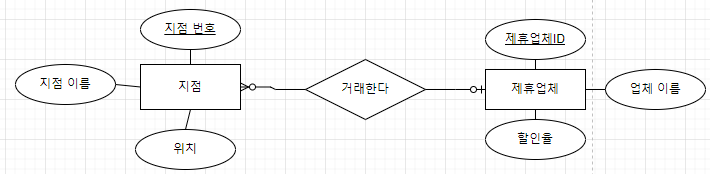 지점 번호
제휴업체ID
지점 이름
지점
거래한다
제휴업체
업체 이름
위치
할인율